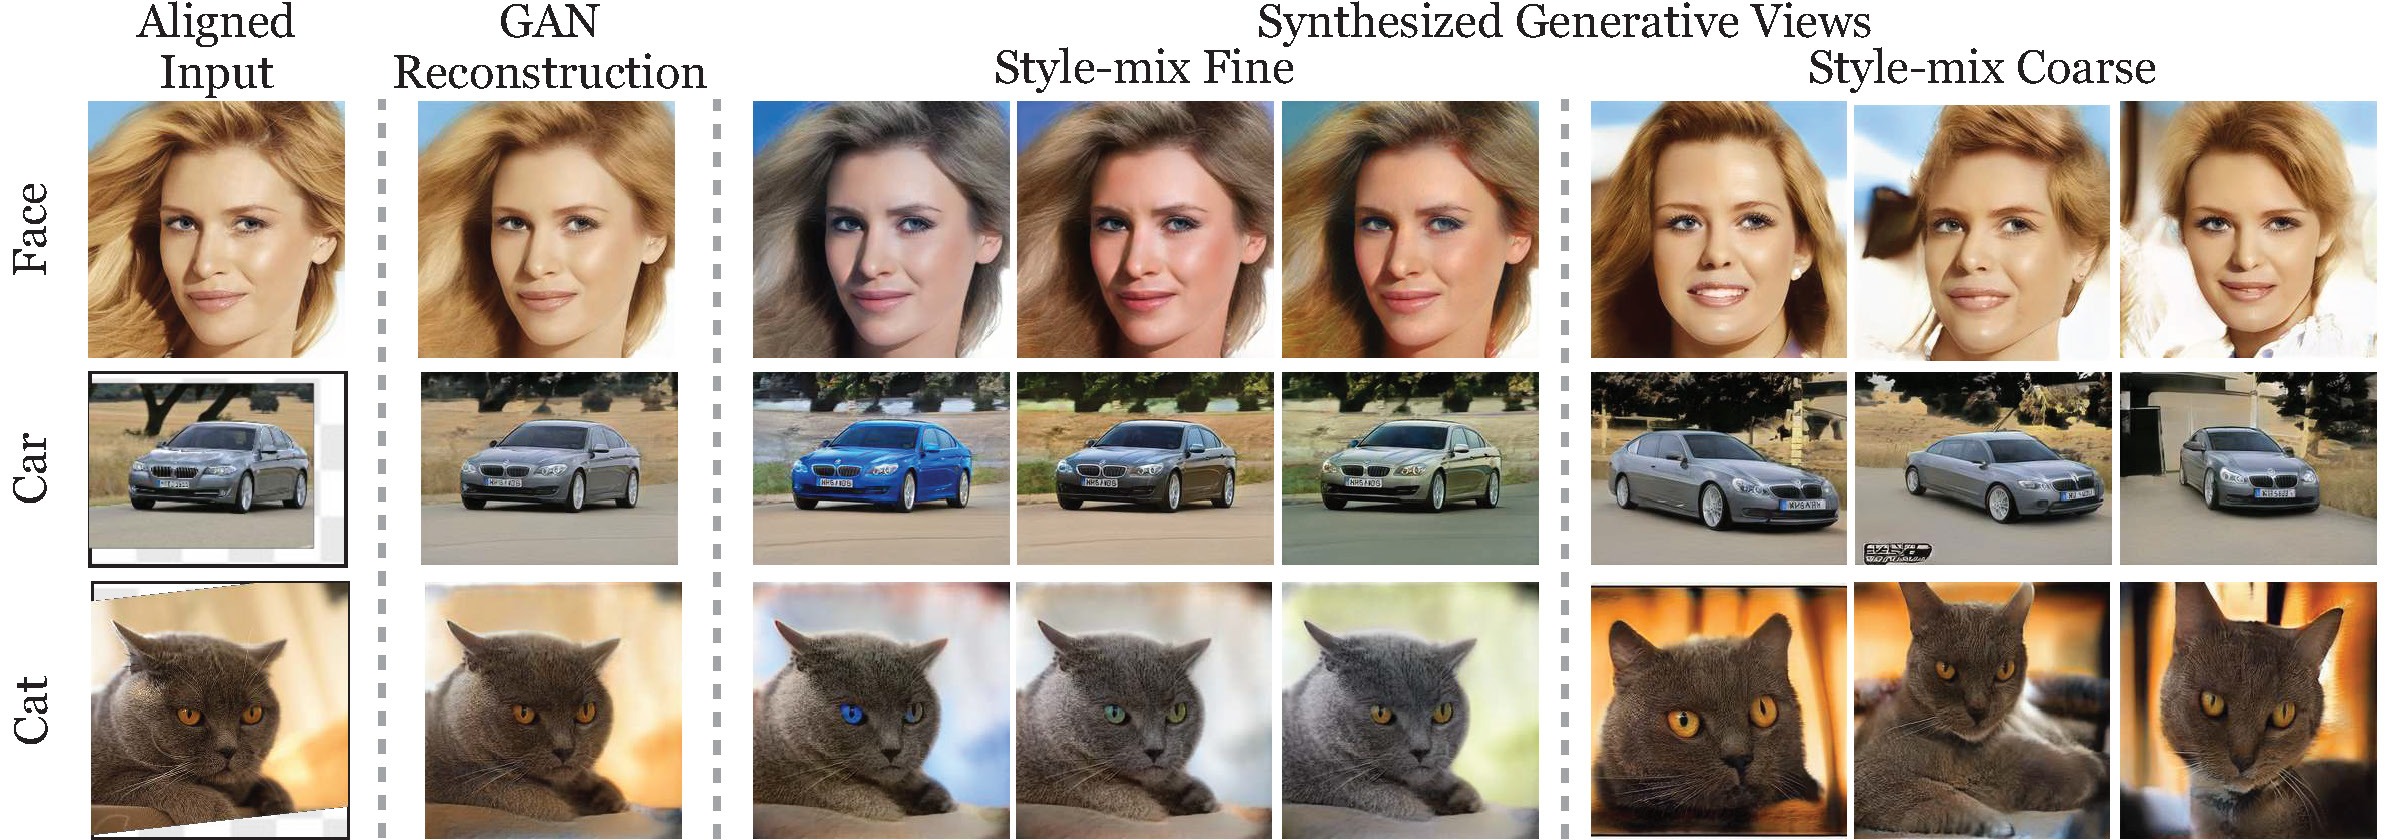 Aligned
Input
GAN
Reconstruction
Synthesized Generative Views
Style-mix Fine
Style-mix Coarse
Face
Car
Cat